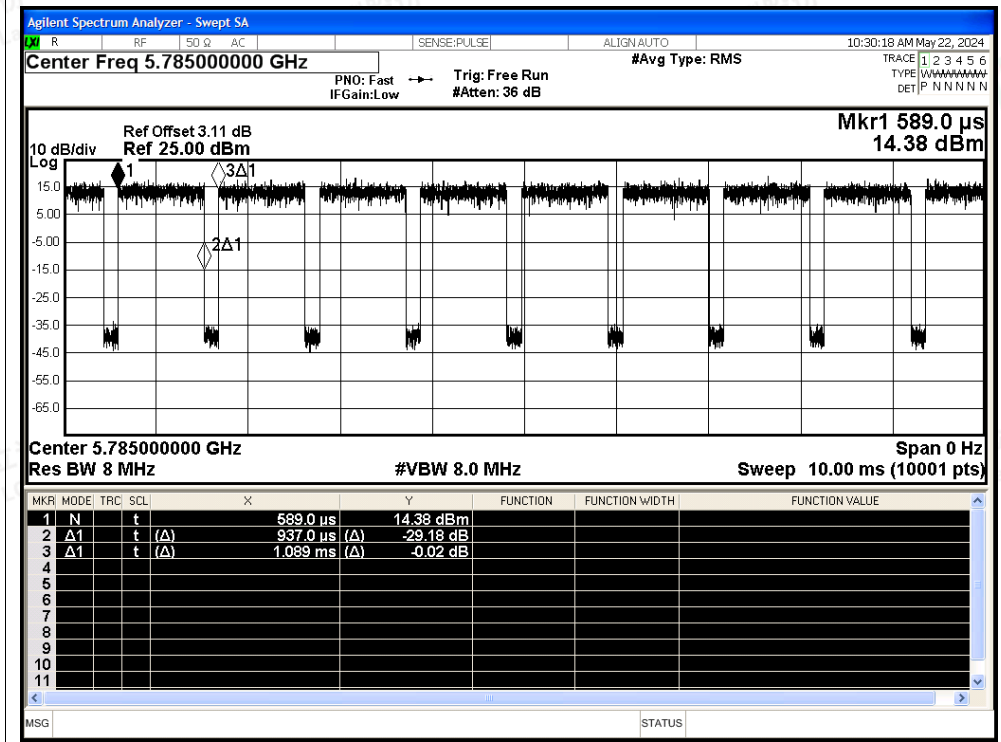 Agilent Spectrum Analyzer - Swept SA
LXI R RF 50 Ω AC SENSE:PULSE ALIGN AUTO 10:30:18 AM May 22, 2024
Center Freq 5.785000000 GHz #Avg Type: RMS TRACE 1 2 3 4 5 6
PNO: Fast Trig: Free Run TYPE WWWWWW
IFGain:Low #Atten: 36 dB DET P N N N N N
Mkr1 589.0 µs
Ref Offset 3.11 dB
10 dB/div Ref 25.00 dBm 14.38 dBm
Log
1 3Δ1
15.0
5.00
-5.00
2Δ1
-15.0
-25.0
-35.0
-45.0
-55.0
-65.0
Center 5.785000000 GHz Span 0 Hz
Res BW 8 MHz #VBW 8.0 MHz Sweep 10.00 ms (10001 pts)
MKR MODE TRC SCL X Y FUNCTION FUNCTION WIDTH FUNCTION VALUE
1 N t 589.0 µs 14.38 dBm
2 Δ1 t (Δ) 937.0 µs (Δ) -29.18 dB
3 Δ1 t (Δ) 1.089 ms (Δ) -0.02 dB
4
5
6
7
8
9
10
11
MSG STATUS